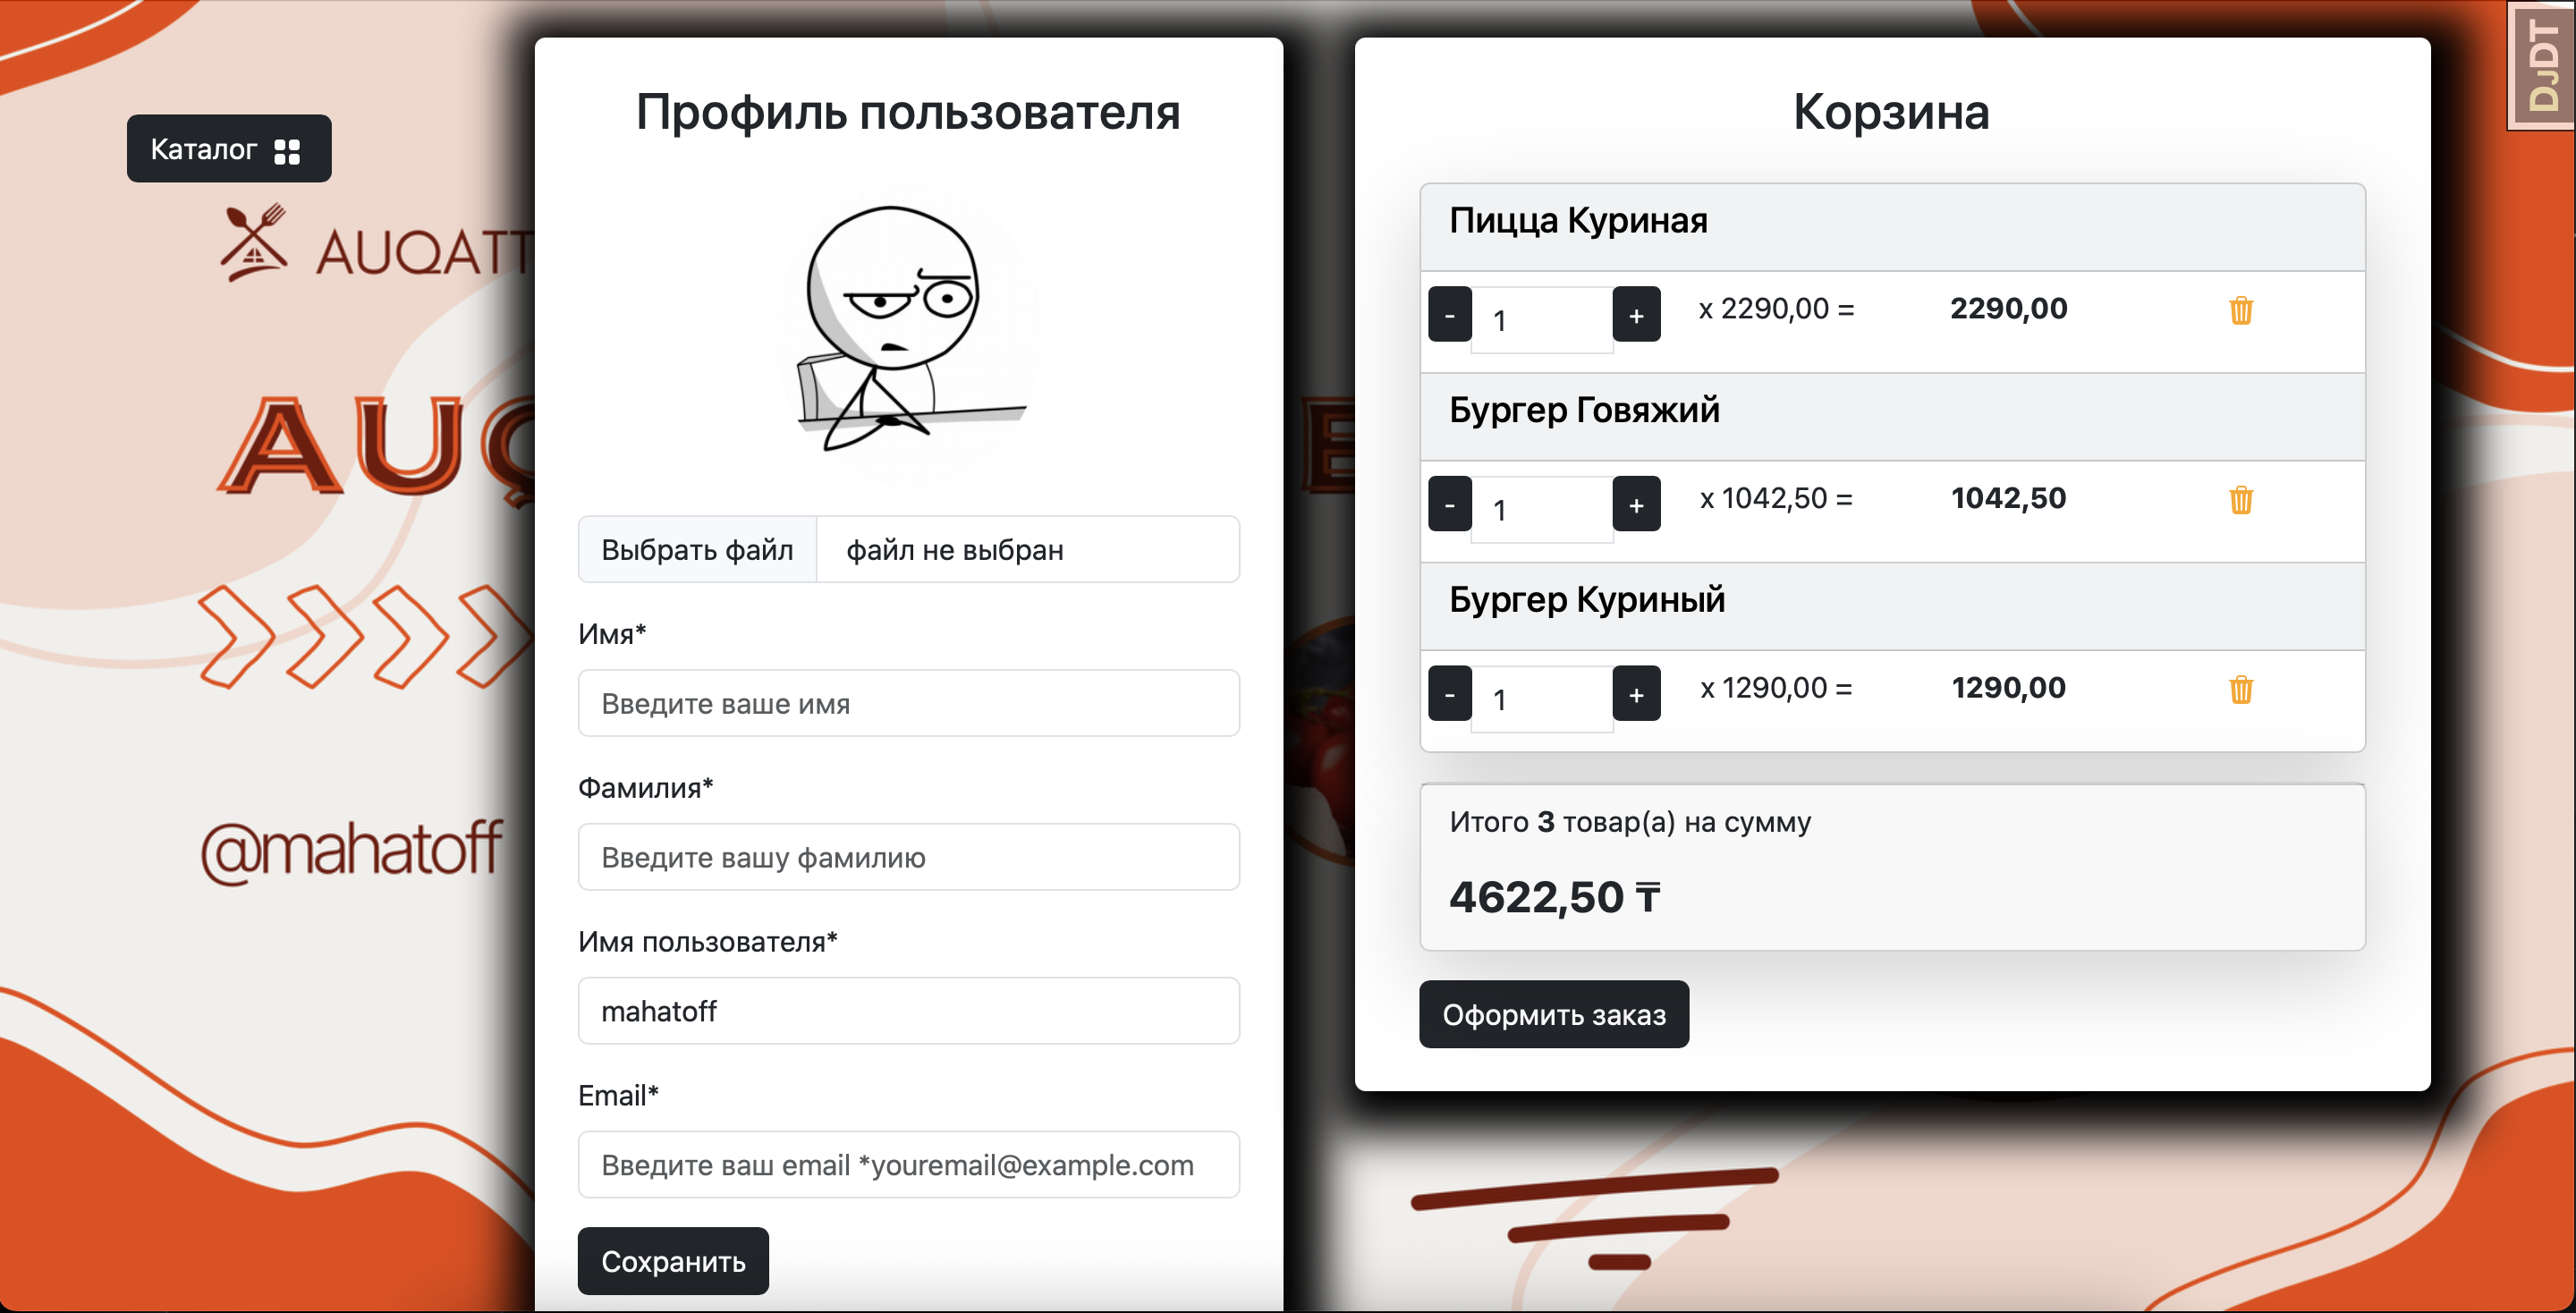 Каталог
AUQATT
AUQ
E
@mahatoff
Профиль пользователя
Выбрать файл файл не выбран
Имя*
Введите ваше имя
Фамилия*
Введите вашу фамилию
Имя пользователя*
mahatoff
Email*
Введите ваш email *youremail@example.com
Сохранить
Корзина
Пицца Куриная
- 1 + x 2290,00 = 2290,00
Бургер Говяжий
- 1 + x 1042,50 = 1042,50
Бургер Куриный
- 1 + x 1290,00 = 1290,00
Итого 3 товар(а) на сумму
4622,50 ₸
Оформить заказ
DJDT